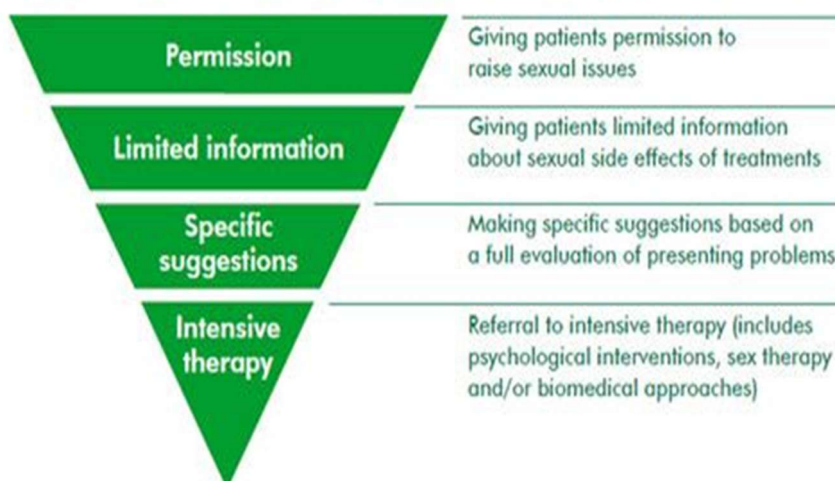 Permission
Giving patients permission to
raise sexual issues
Limited information
Giving patients limited information
about sexual side effects of treatments
Specific
suggestions
Making specific suggestions based on
a full evaluation of presenting problems
Intensive
therapy
Referral to intensive therapy (includes
psychological interventions, sex therapy
and/or biomedical approaches)